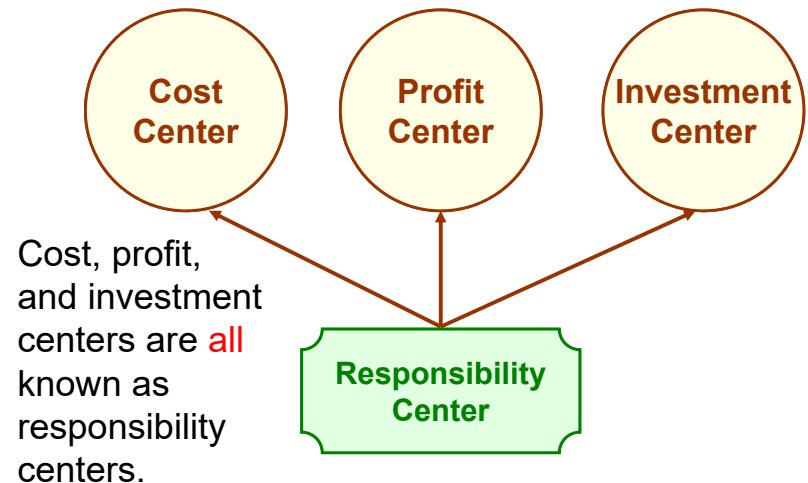 Cost
Center
Profit
Center
Investment
Center
Cost, profit,
and investment
centers are all
known as
responsibility
centers.
Responsibility
Center